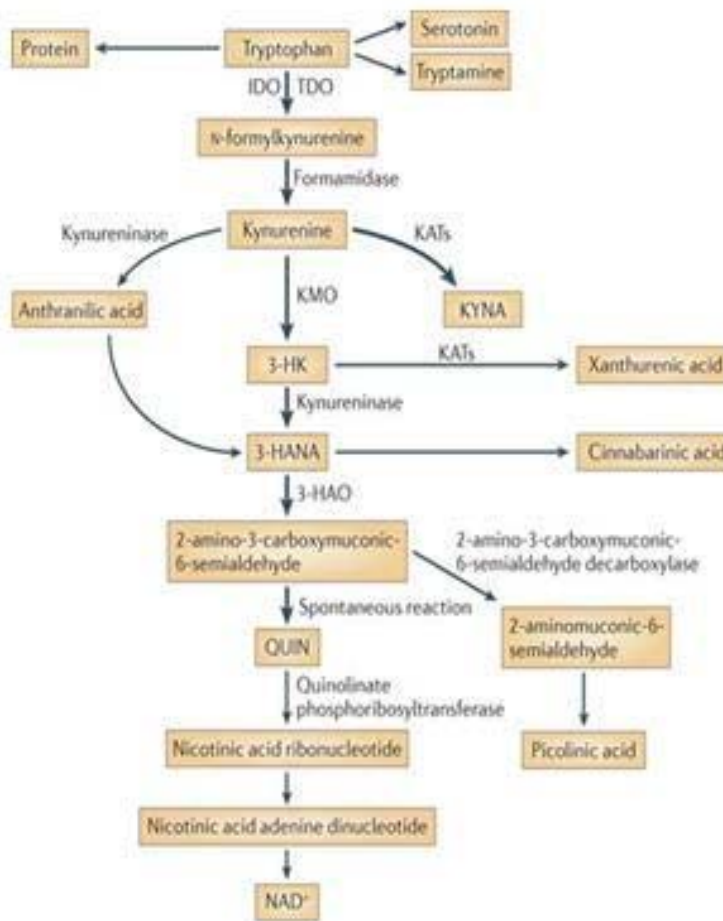 Serotonin
Protein
Tryptophan
Tryptamine
IDO TDO
N-formylkynurenine
Formamidase
Kynureninase
Kynurenine
KATs
Anthranilic acid
KMO
KYNA
3-HK
KATs
Xanthurenic acid
Kynureninase
3-HANA
Cinnabarinic acid
3-HAO
2-amino-3-carboxymuconic-
6-semialdehyde
2-amino-3-carboxymuconic-
6-semialdehyde decarboxylase
Spontaneous reaction
QUIN
2-aminomuconic-6-
semialdehyde
Quinolinate
phosphoribosyltransferase
Nicotinic acid ribonucleotide
Picolinic acid
Nicotinic acid adenine dinucleotide
NAD⁺